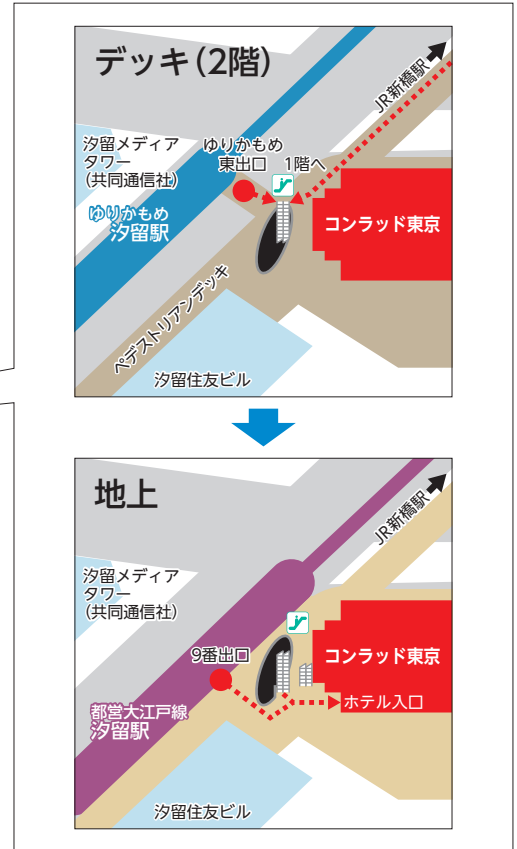 デッキ(2階)
JR新橋駅
汐留メディア
タワー
(共同通信社)
ゆりかもめ
東出口 1階へ
ゆりかもめ
汐留駅
コンラッド東京
ペデストリアンデッキ
汐留住友ビル
地上
JR新橋駅
汐留メディア
タワー
(共同通信社)
9番出口
コンラッド東京
ホテル入口
都営大江戸線
汐留駅
汐留住友ビル